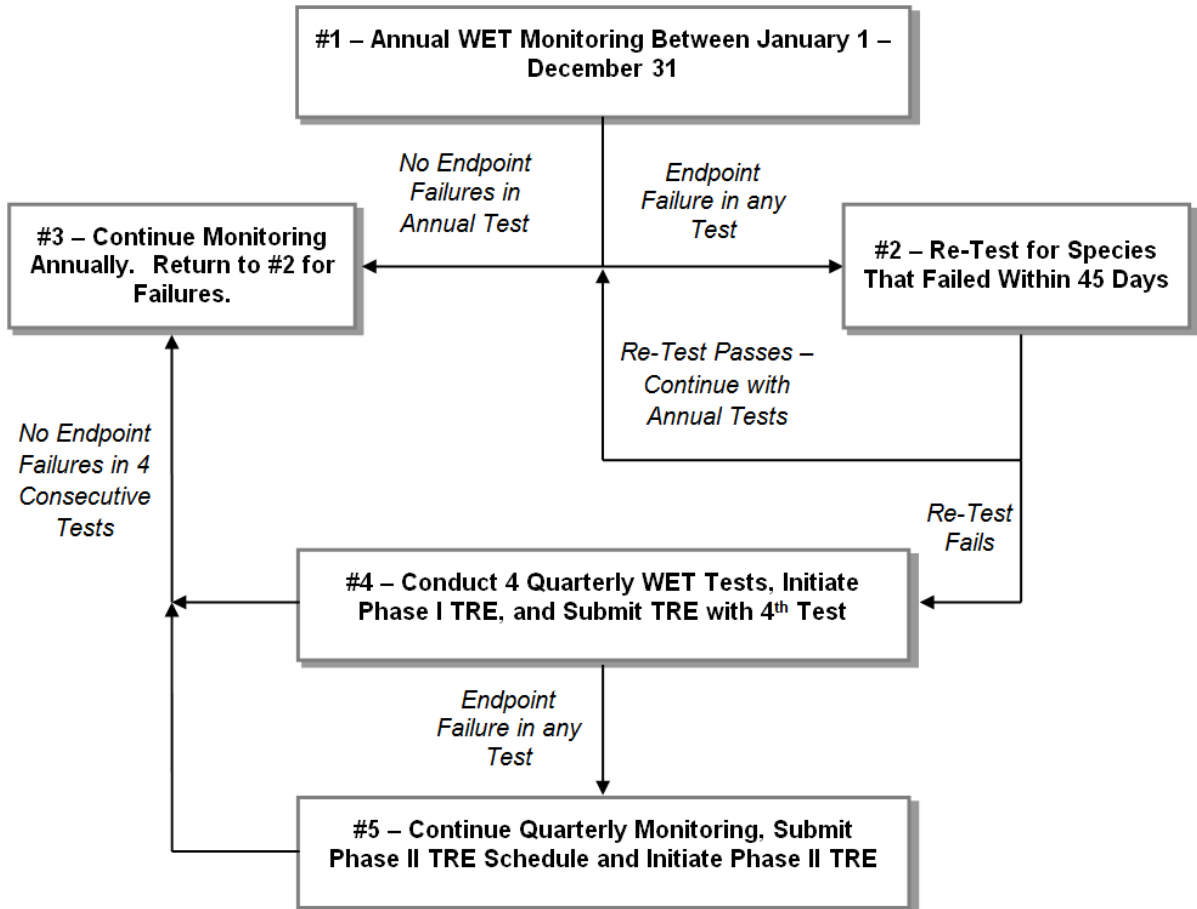 #1 – Annual WET Monitoring Between January 1 –
December 31
No Endpoint
Failures in
Annual Test
Endpoint
Failure in any
Test
#3 – Continue Monitoring
Annually. Return to #2 for
Failures.
#2 – Re-Test for Species
That Failed Within 45 Days
Re-Test Passes –
Continue with
Annual Tests
No Endpoint
Failures in 4
Consecutive
Tests
Re-Test
Fails
#4 – Conduct 4 Quarterly WET Tests, Initiate
Phase I TRE, and Submit TRE with 4th Test
Endpoint
Failure in any
Test
#5 – Continue Quarterly Monitoring, Submit
Phase II TRE Schedule and Initiate Phase II TRE